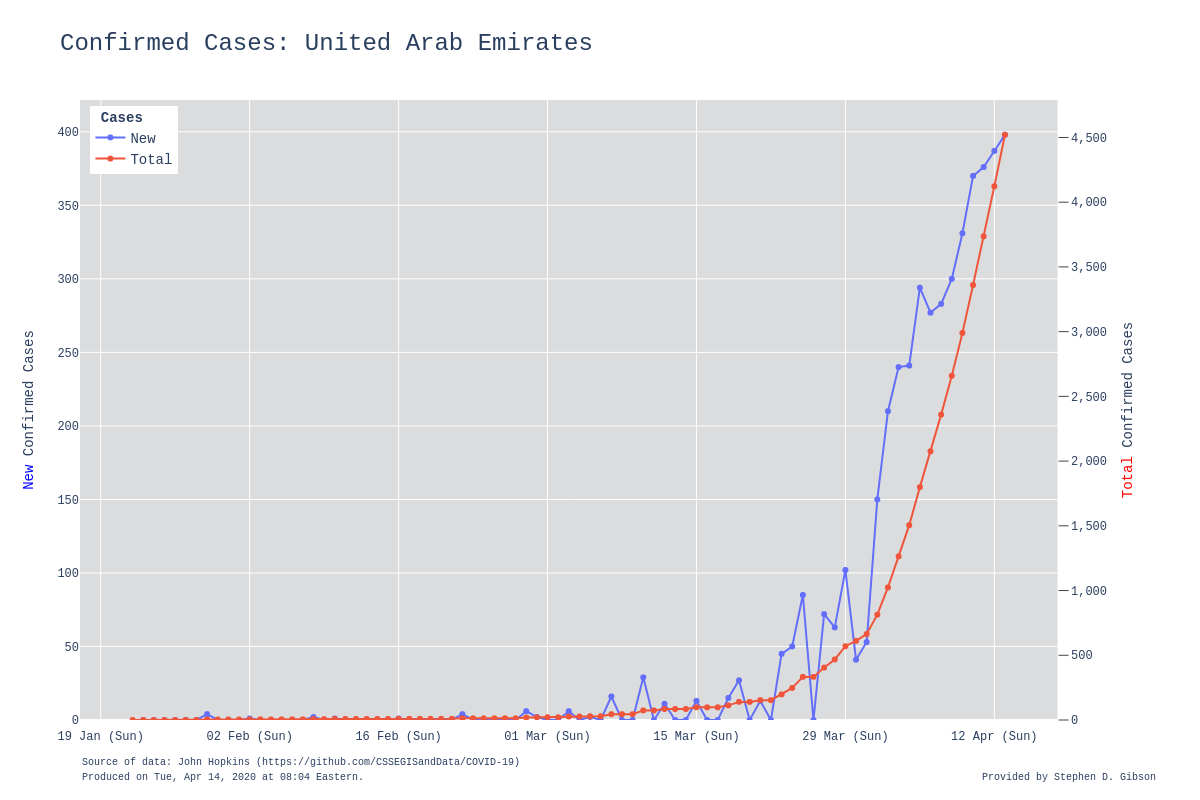 Confirmed Cases: United Arab Emirates
Cases
New
Total
400
350
300
250
200
150
100
50
0
4,500
4,000
3,500
3,000
2,500
2,000
1,500
1,000
500
0
New Confirmed Cases
Total Confirmed Cases
19 Jan (Sun) 02 Feb (Sun) 16 Feb (Sun) 01 Mar (Sun) 15 Mar (Sun) 29 Mar (Sun) 12 Apr (Sun)
Source of data: John Hopkins (https://github.com/CSSEGISandData/COVID-19)
Produced on Tue, Apr 14, 2020 at 08:04 Eastern.
Provided by Stephen D. Gibson